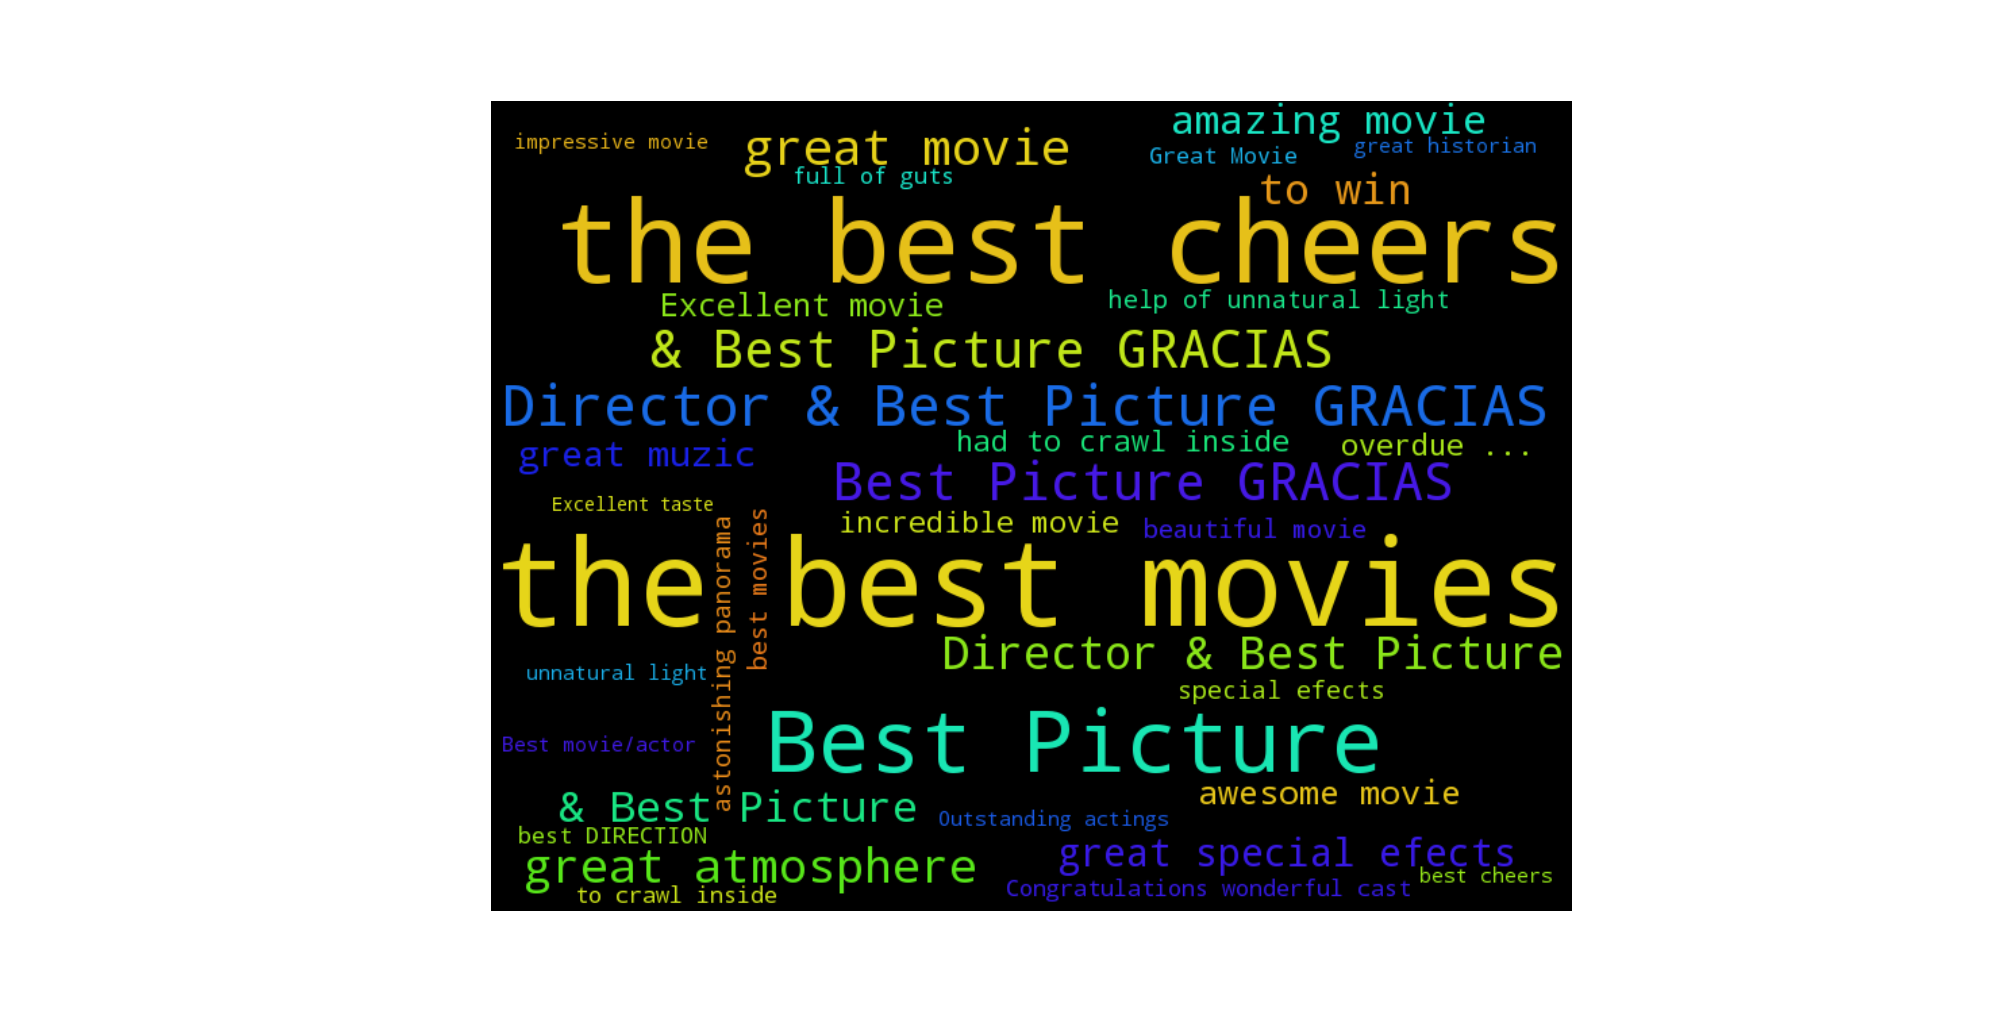 amazing movie
impressive movie
great movie
Great Movie
great historian
full of guts
to win
the best cheers
Excellent movie
help of unnatural light
& Best Picture GRACIAS
Director & Best Picture GRACIAS
great muzic
had to crawl inside
overdue ...
Best Picture GRACIAS
Excellent taste
incredible movie
beautiful movie
astonishing panorama
best movies
the best movies
Director & Best Picture
unnatural light
special efects
Best movie/actor
Best Picture
awesome movie
& Best Picture
Outstanding actings
best DIRECTION
great atmosphere
great special efects
to crawl inside
Congratulations wonderful cast
best cheers